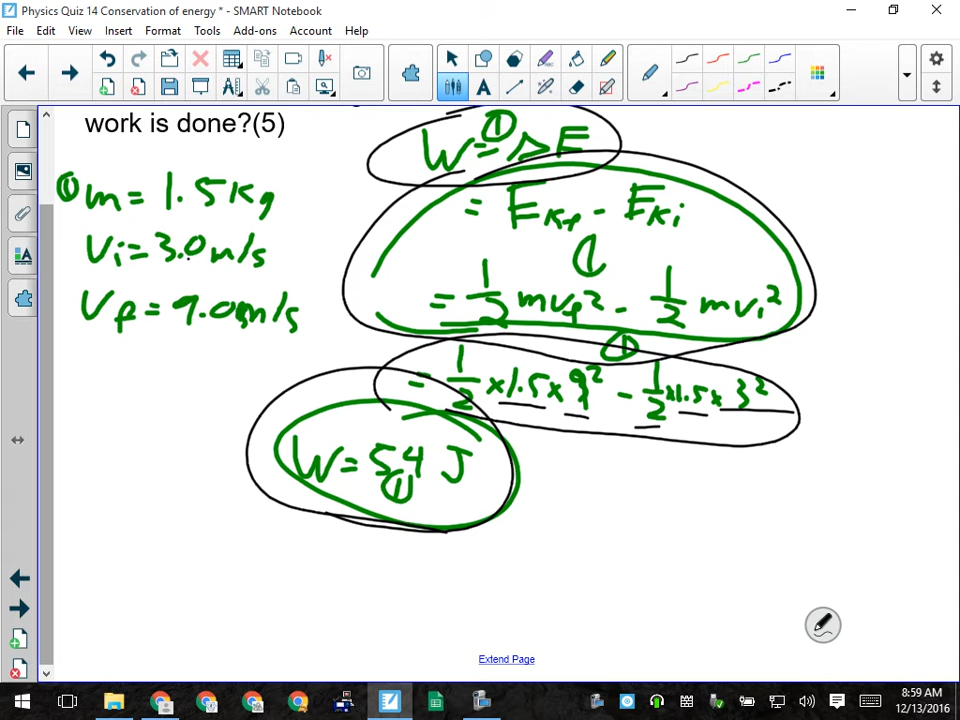 Physics Quiz 14 Conservation of energy * - SMART Notebook
File Edit View Insert Format Tools Add-ons Account Help
work is done?(5)
W = ΔE
①
① m = 1.5 Kg
= EKf - EKi
Vi = 3.0 m/s
= 1/2 mvf² - 1/2 mvi²
Vf = 9.0 m/s
①
= 1/2 × 1.5 × 9² - 1/2 × 1.5 × 3²
W = 54 J
①
Extend Page
8:59 AM
12/13/2016